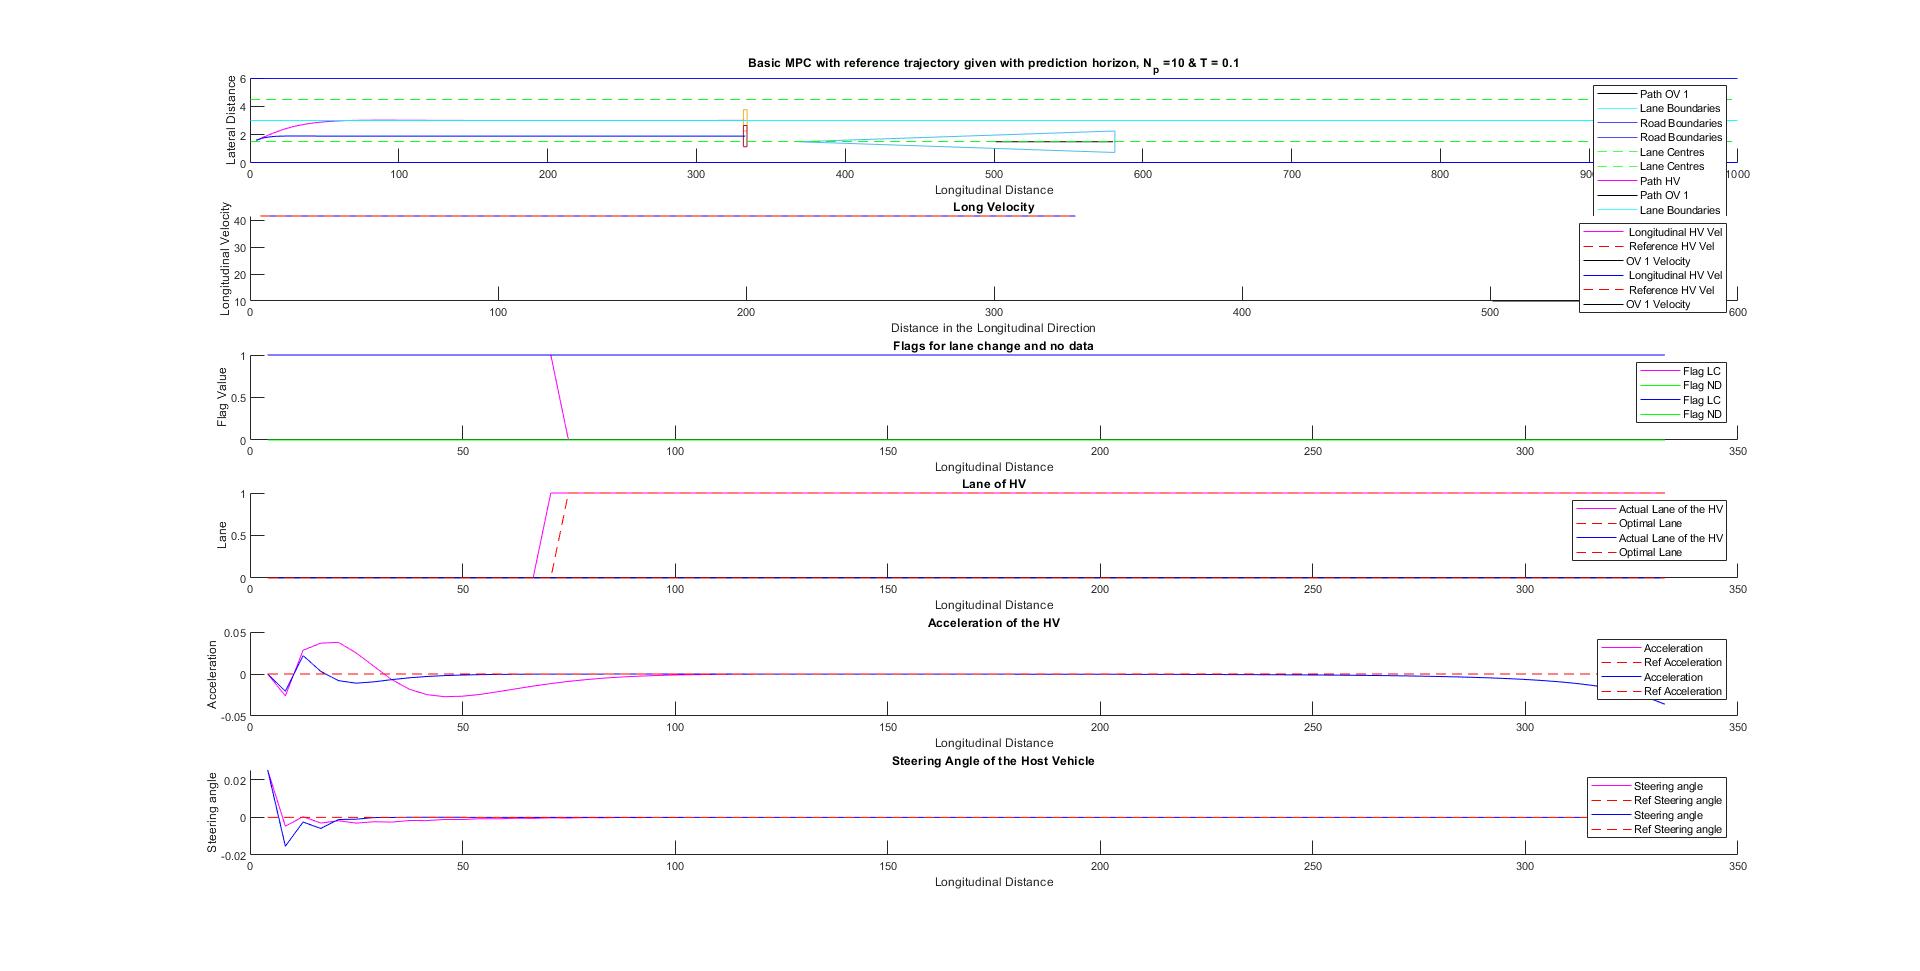 Basic MPC with reference trajectory given with prediction horizon, Np =10 & T = 0.1
Lateral Distance
6
4
2
0
0 100 200 300 400 500 600 700 800 90 1000
Longitudinal Distance
Path OV 1
Lane Boundaries
Road Boundaries
Road Boundaries
Lane Centres
Lane Centres
Path HV
Path OV 1
Lane Boundaries
Long Velocity
Longitudinal Velocity
40
30
20
10
0 100 200 300 400 500 600
Distance in the Longitudinal Direction
Longitudinal HV Vel
Reference HV Vel
OV 1 Velocity
Longitudinal HV Vel
Reference HV Vel
OV 1 Velocity
Flags for lane change and no data
Flag Value
1
0.5
0
0 50 100 150 200 250 300 350
Longitudinal Distance
Flag LC
Flag ND
Flag LC
Flag ND
Lane of HV
Lane
1
0.5
0
0 50 100 150 200 250 300 350
Longitudinal Distance
Actual Lane of the HV
Optimal Lane
Actual Lane of the HV
Optimal Lane
Acceleration of the HV
Acceleration
0.05
0
-0.05
0 50 100 150 200 250 300 350
Longitudinal Distance
Acceleration
Ref Acceleration
Acceleration
Ref Acceleration
Steering Angle of the Host Vehicle
Steering angle
0.02
0
-0.02
0 50 100 150 200 250 300 350
Longitudinal Distance
Steering angle
Ref Steering angle
Steering angle
Ref Steering angle